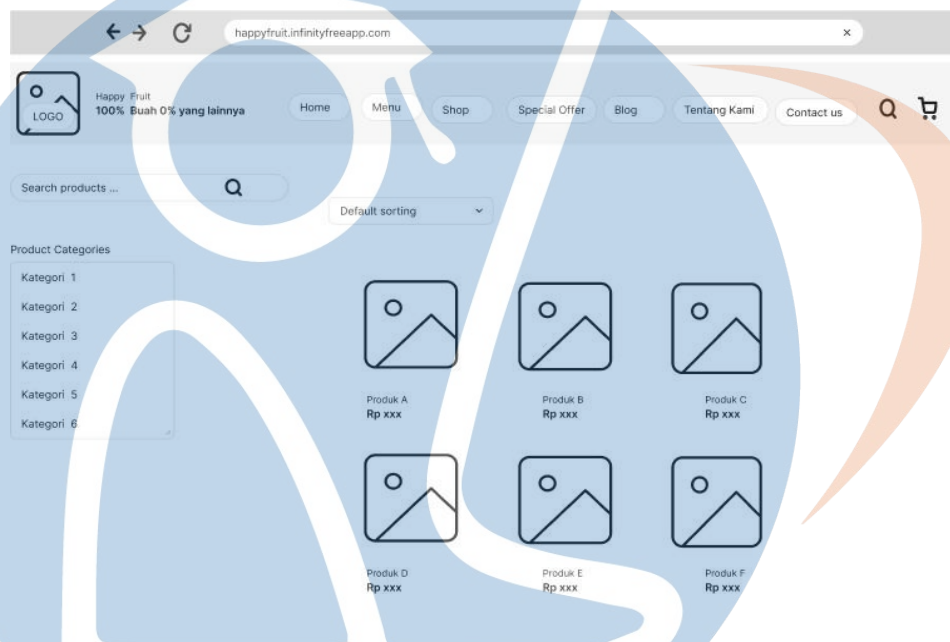 happyfruit.infinityfreeapp.com
LOGO
Happy Fruit
100% Buah 0% yang lainnya
Home Menu Shop Special Offer Blog Tentang Kami Contact us
Search products ...
Default sorting
Product Categories
Kategori 1
Kategori 2
Kategori 3
Kategori 4
Kategori 5
Kategori 6
Produk A Produk B Produk C
Rp xxx Rp xxx Rp xxx
Produk D Produk E Produk F
Rp xxx Rp xxx Rp xxx